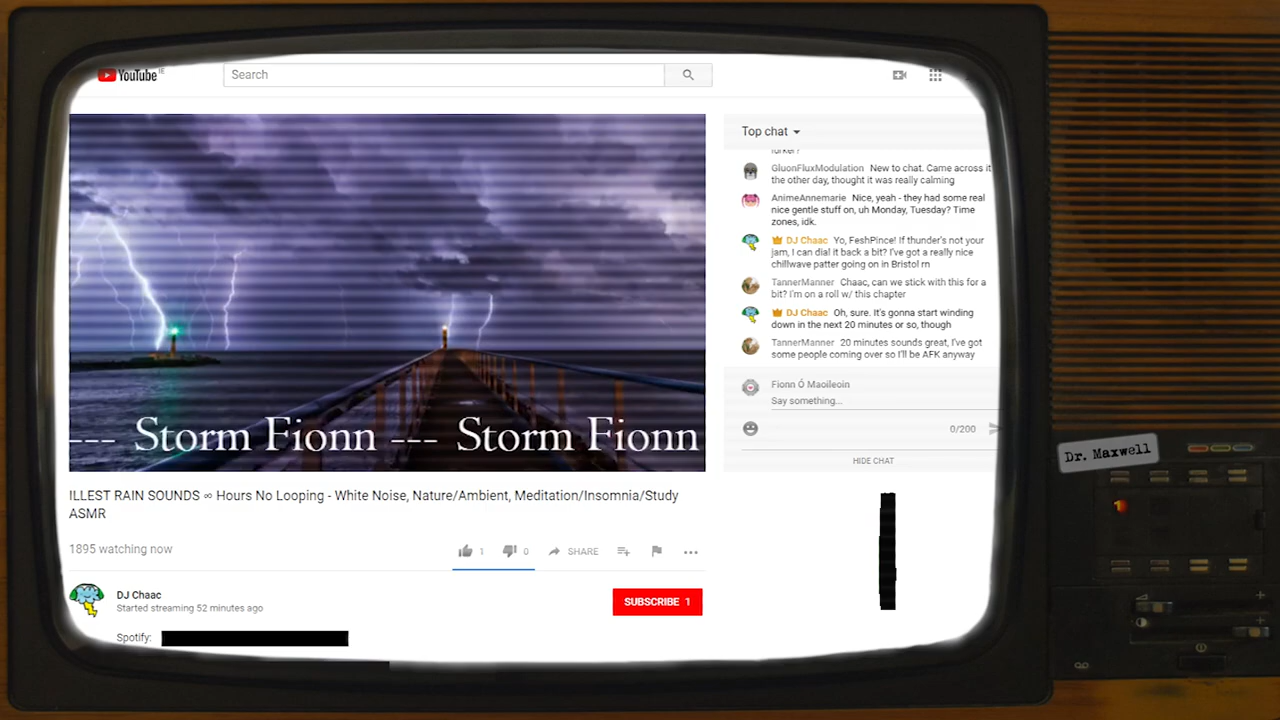 YouTube IE
Search
Top chat
GluonFluxModulation New to chat. Came across it
the other day, thought it was really calming
AnimeAnnemarie Nice, yeah - they had some real
nice gentle stuff on, uh Monday, Tuesday? Time
zones, idk.
DJ Chaac Yo, FeshPince! If thunder's not your
jam, I can dial it back a bit? I've got a really nice
chillwave patter going on in Bristol rn
TannerManner Chaac, can we stick with this for a
bit? I'm on a roll w/ this chapter
DJ Chaac Oh, sure. It's gonna start winding
down in the next 20 minutes or so, though
TannerManner 20 minutes sounds great, I've got
some people coming over so I'll be AFK anyway
Fionn Ó Maoileoin
Say something...
0/200
HIDE CHAT
--- Storm Fionn --- Storm Fionn
ILLEST RAIN SOUNDS ∞ Hours No Looping - White Noise, Nature/Ambient, Meditation/Insomnia/Study
ASMR
1895 watching now
1 0 SHARE
DJ Chaac
Started streaming 52 minutes ago
SUBSCRIBE 1
Spotify:
Dr. Maxwell
1